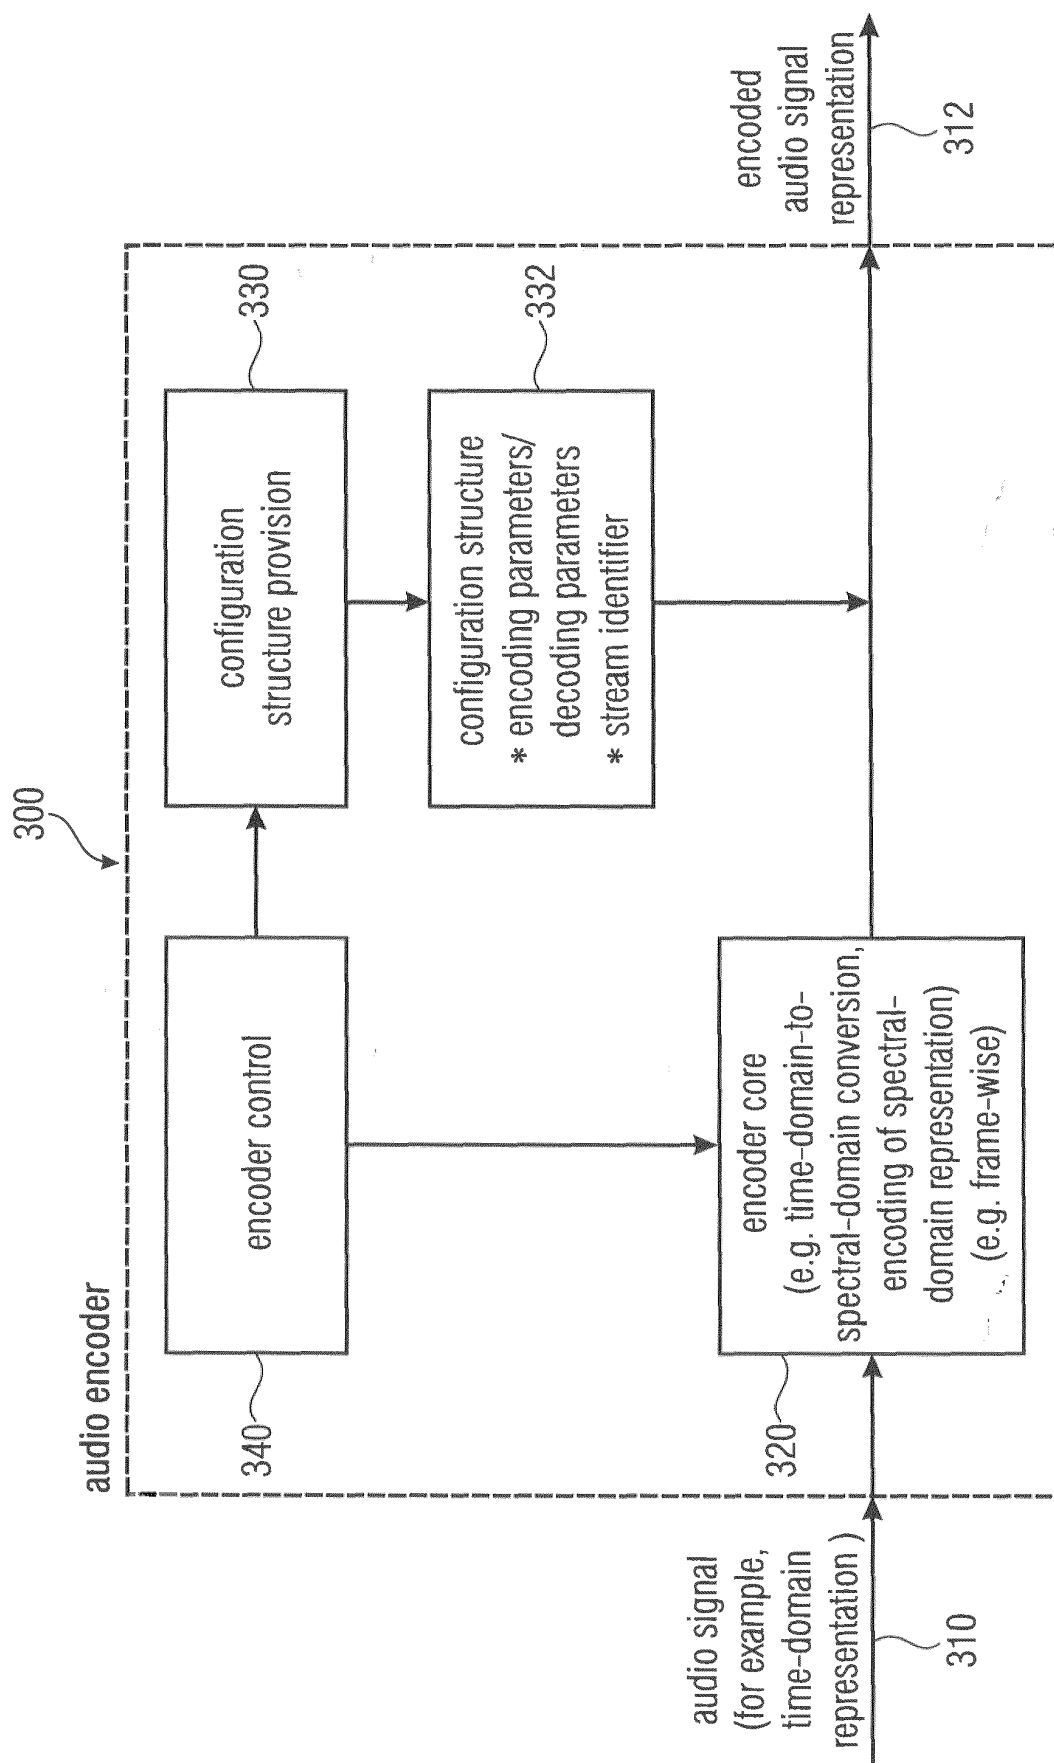 300
audio encoder
340
encoder control
configuration
structure provision
330
configuration structure
* encoding parameters/
decoding parameters
* stream identifier
332
320
encoder core
(e.g. time-domain-to-
spectral-domain conversion,
encoding of spectral-
domain representation)
(e.g. frame-wise)
audio signal
(for example,
time-domain
representation )
310
encoded
audio signal
representation
312